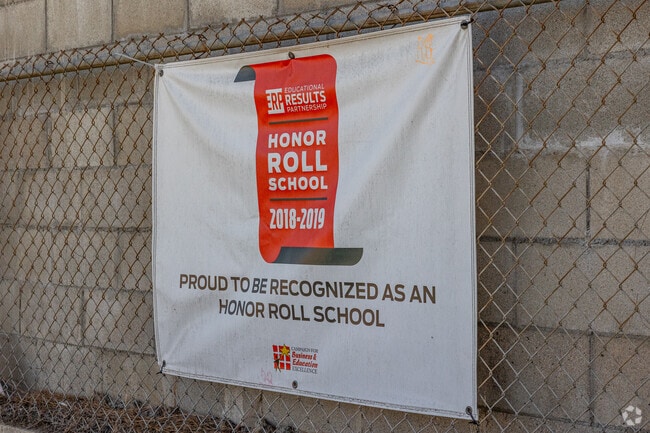 ERP EDUCATIONAL
RESULTS
PARTNERSHIP
HONOR
ROLL
SCHOOL
2018-2019
PROUD TO BE RECOGNIZED AS AN
HONOR ROLL SCHOOL
CAMPAIGN FOR
Business &
Education
EXCELLENCE